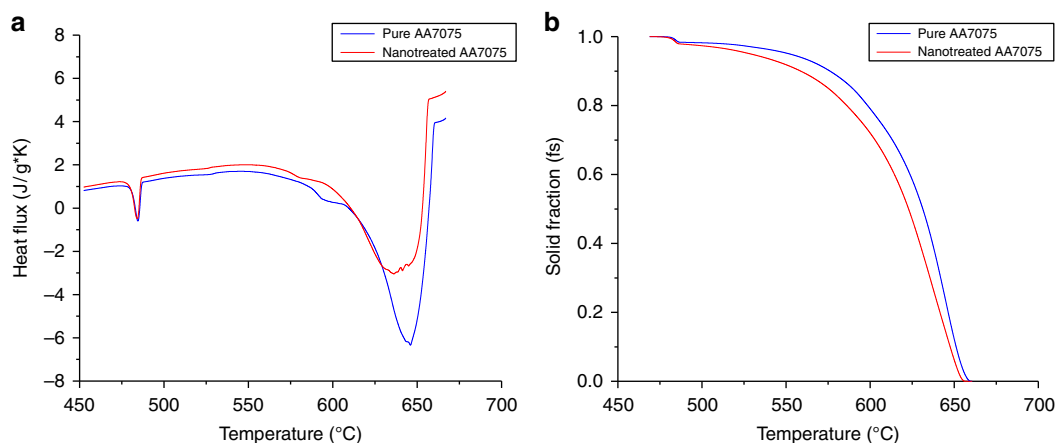 a
8
6
4
2
0
–2
–4
–6
–8
Heat flux (J/g*K)
450 500 550 600 650 700
Temperature (°C)
Pure AA7075
Nanotreated AA7075
b
1.0
0.8
0.6
0.4
0.2
0.0
Solid fraction (fs)
450 500 550 600 650 700
Temperature (°C)
Pure AA7075
Nanotreated AA7075